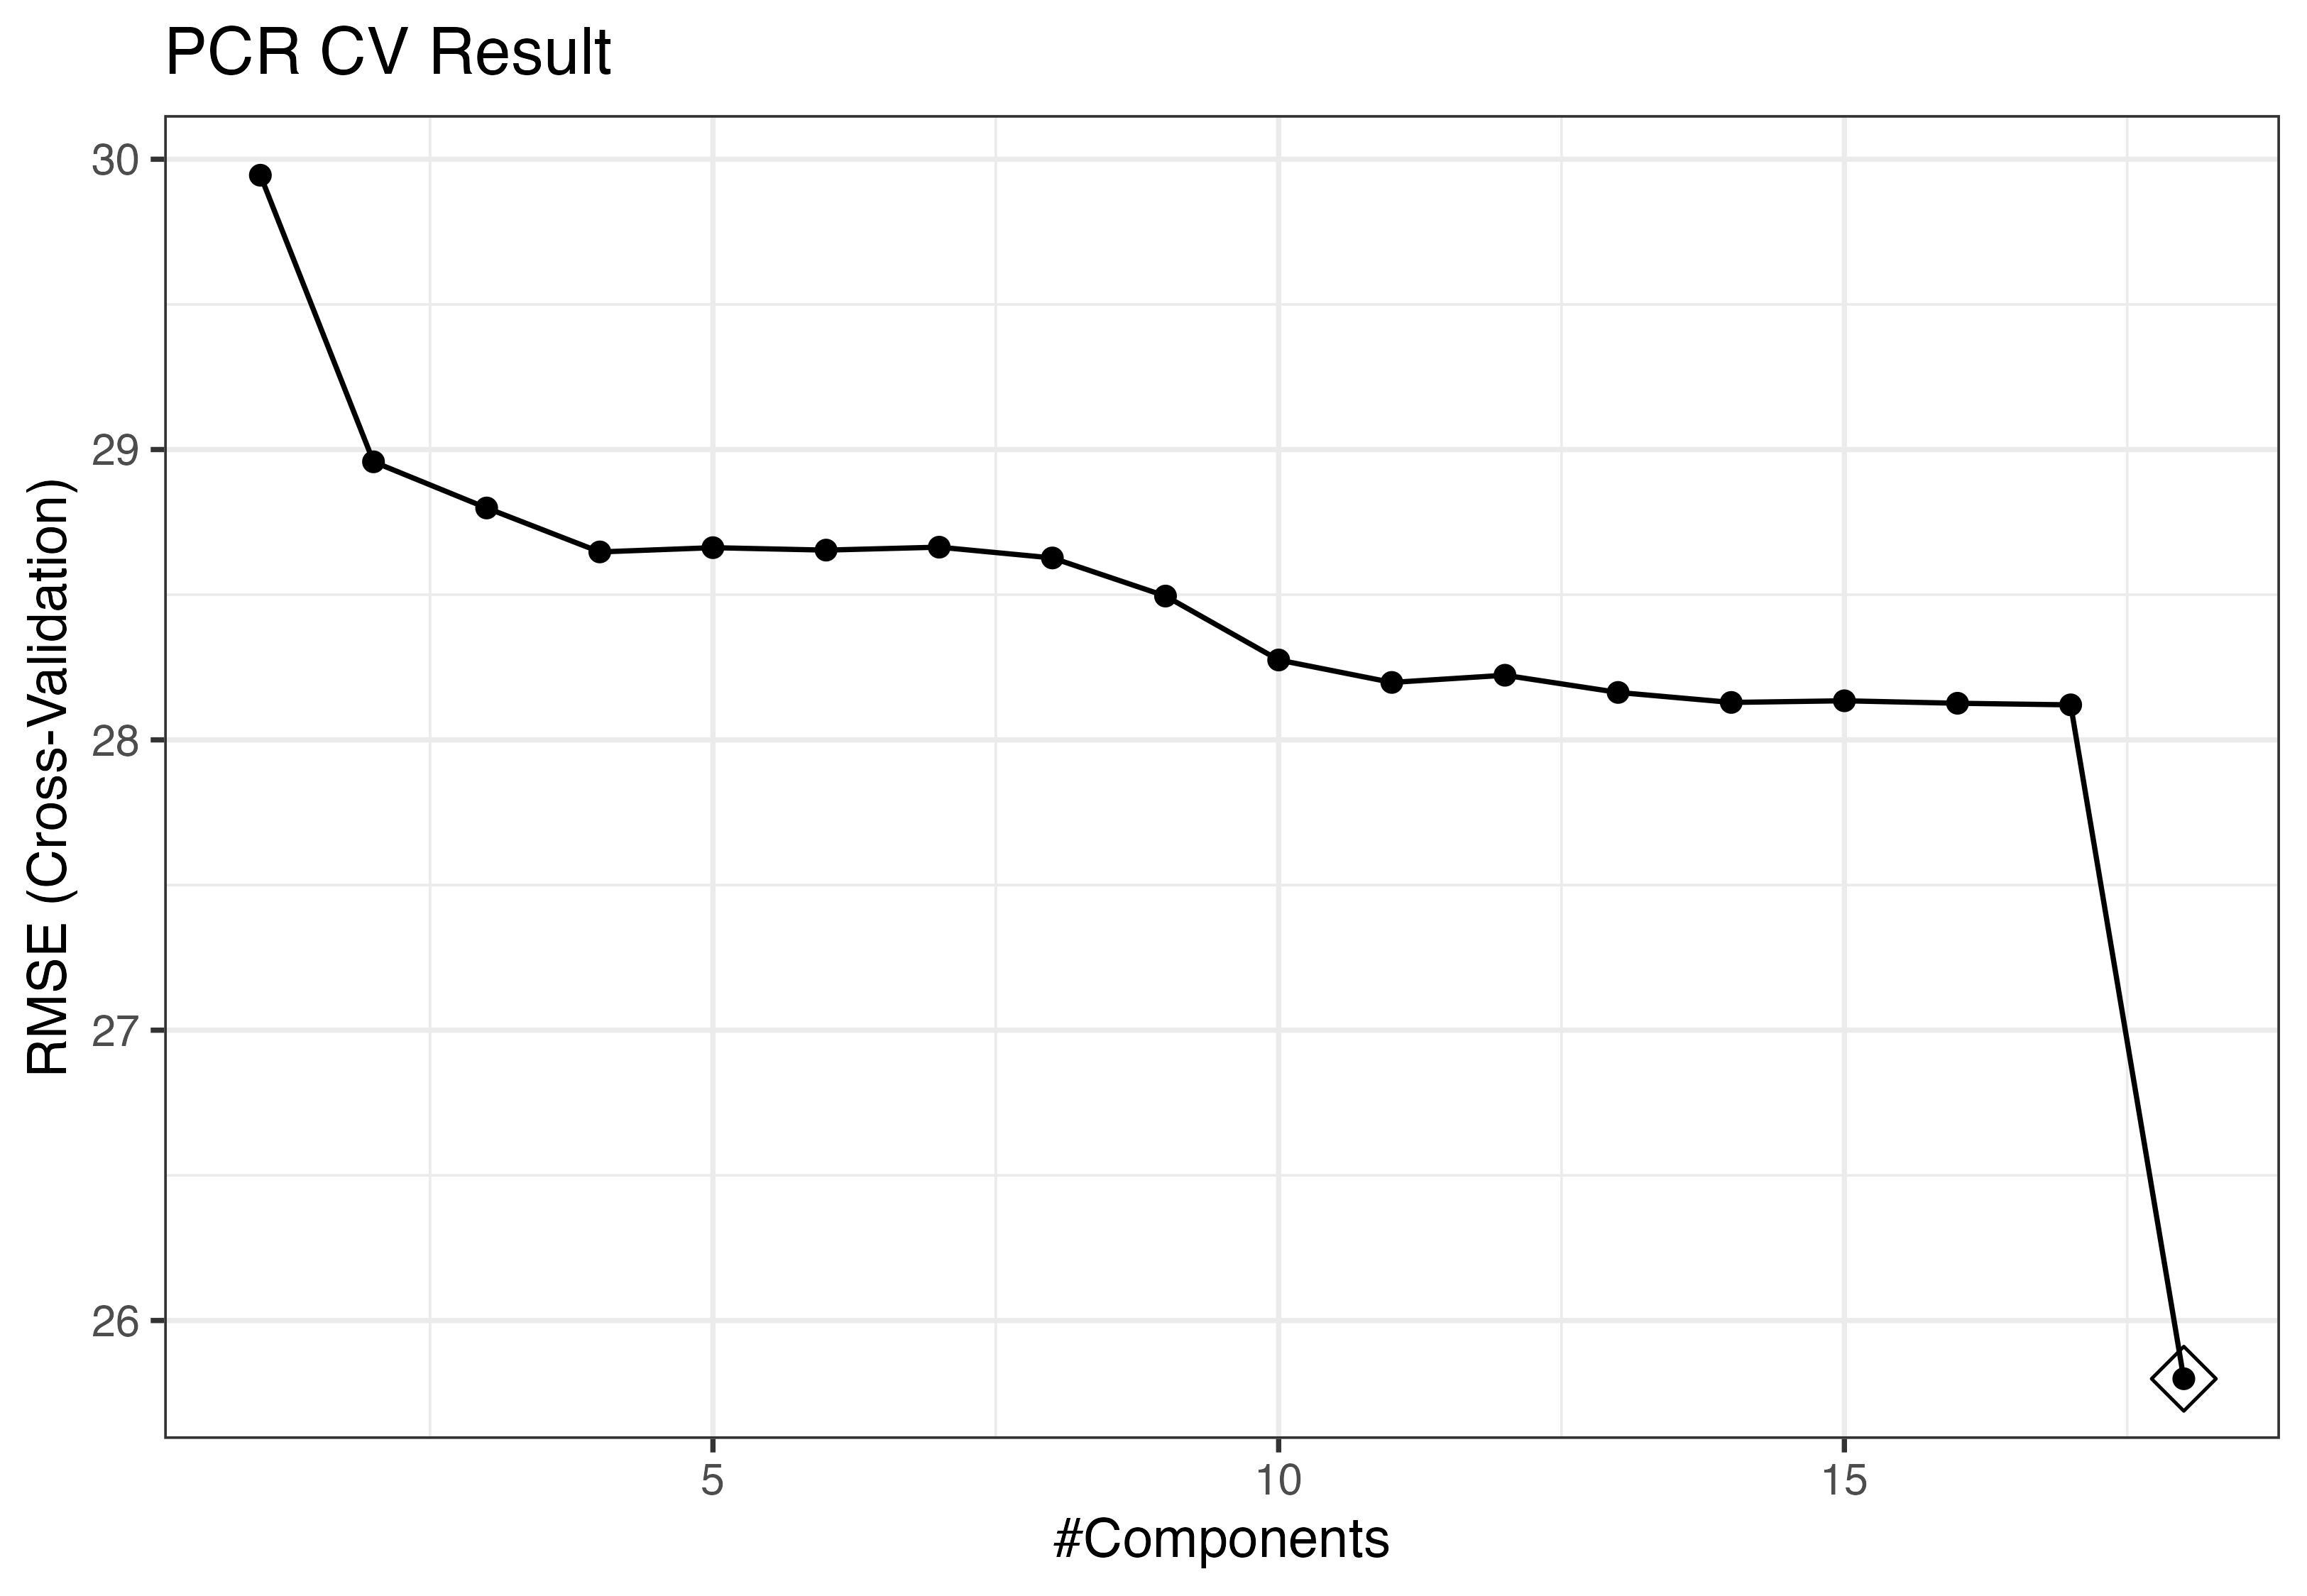 PCR CV Result
30
29
28
27
26
RMSE (Cross-Validation)
5
10
15
#Components